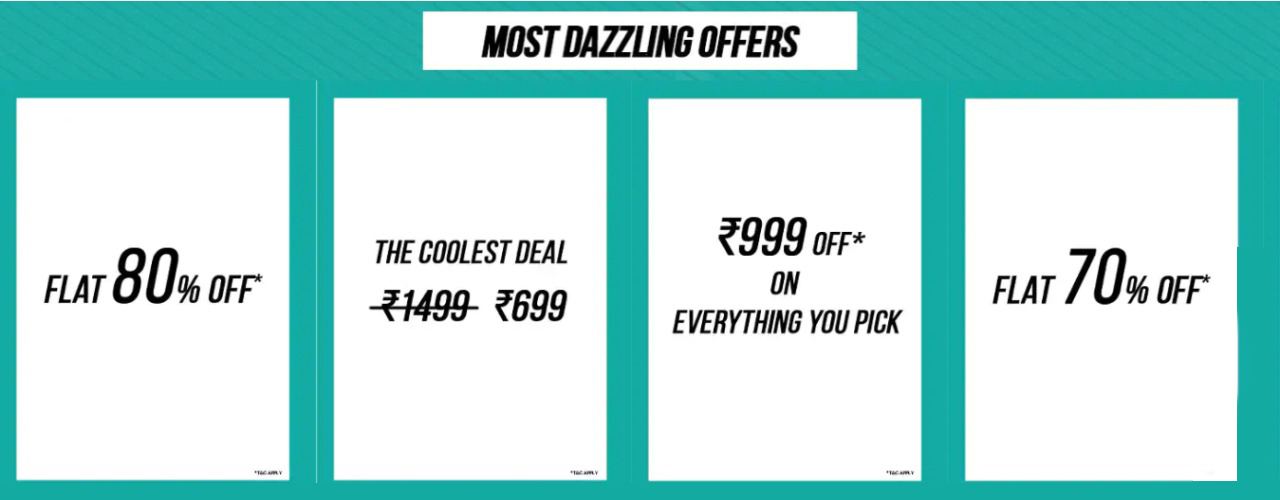 MOST DAZZLING OFFERS
FLAT 80% OFF*
*T&C APPLY
THE COOLEST DEAL
₹1499 ₹699
*T&C APPLY
₹999 OFF*
ON
EVERYTHING YOU PICK
*T&C APPLY
FLAT 70% OFF*